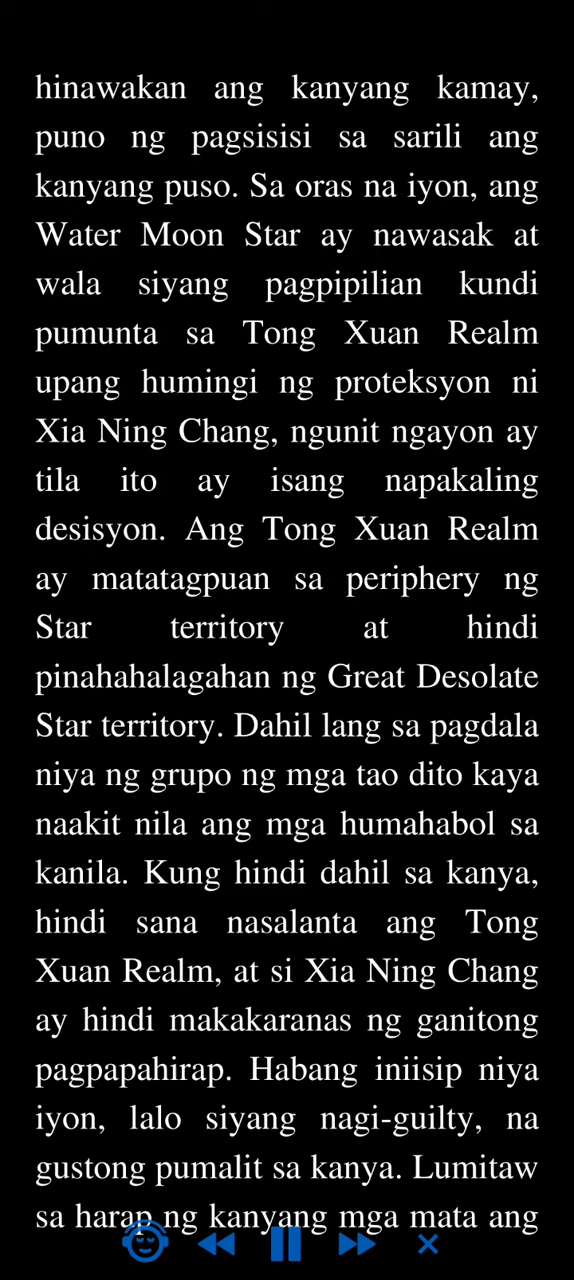 hinawakan ang kanyang kamay,
puno ng pagsisisi sa sarili ang
kanyang puso. Sa oras na iyon, ang
Water Moon Star ay nawasak at
wala siyang pagpipilian kundi
pumunta sa Tong Xuan Realm
upang humingi ng proteksyon ni
Xia Ning Chang, ngunit ngayon ay
tila ito ay isang napakaling
desisyon. Ang Tong Xuan Realm
ay matatagpuan sa periphery ng
Star territory at hindi
pinahahalagahan ng Great Desolate
Star territory. Dahil lang sa pagdala
niya ng grupo ng mga tao dito kaya
naakit nila ang mga humahabol sa
kanila. Kung hindi dahil sa kanya,
hindi sana nasalanta ang Tong
Xuan Realm, at si Xia Ning Chang
ay hindi makakaranas ng ganitong
pagpapahirap. Habang iniisip niya
iyon, lalo siyang nagi-guilty, na
gustong pumalit sa kanya. Lumitaw
sa harap ng kanyang mga mata ang